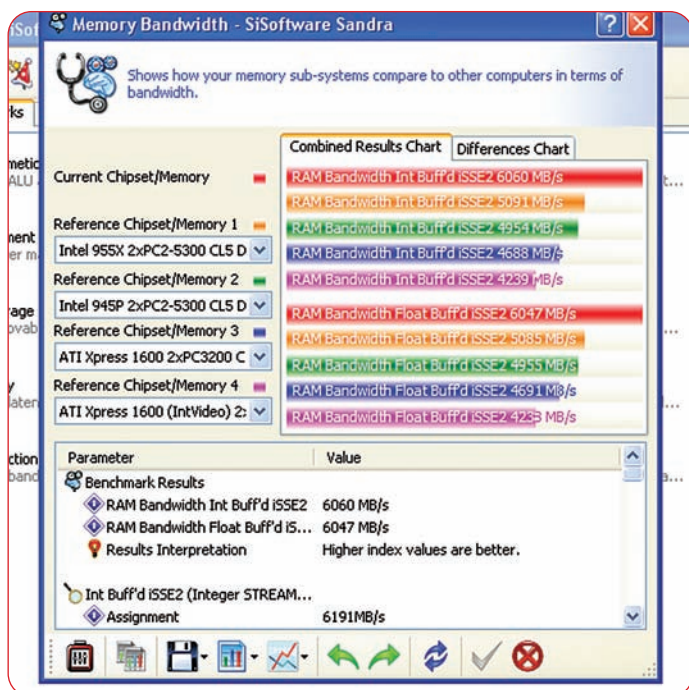 Memory Bandwidth - SiSoftware Sandra
Shows how your memory sub-systems compare to other computers in terms of
bandwidth.
Combined Results Chart
Differences Chart
Current Chipset/Memory
RAM Bandwidth Int Buff'd iSSE2 6060 MB/s
RAM Bandwidth Int Buff'd iSSE2 5091 MB/s
Reference Chipset/Memory 1
RAM Bandwidth Int Buff'd iSSE2 4954 MB/s
Intel 955X 2xPC2-5300 CL5 D
RAM Bandwidth Int Buff'd iSSE2 4688 MB/s
Reference Chipset/Memory 2
RAM Bandwidth Int Buff'd iSSE2 4239 MB/s
Intel 945P 2xPC2-5300 CL5 D
RAM Bandwidth Float Buff'd iSSE2 6047 MB/s
Reference Chipset/Memory 3
RAM Bandwidth Float Buff'd iSSE2 5085 MB/s
ATI Xpress 1600 2xPC3200 C
RAM Bandwidth Float Buff'd iSSE2 4955 MB/s
Reference Chipset/Memory 4
RAM Bandwidth Float Buff'd iSSE2 4691 MB/s
ATI Xpress 1600 (IntVideo) 2:
RAM Bandwidth Float Buff'd iSSE2 4233 MB/s
Parameter Value
Benchmark Results
RAM Bandwidth Int Buff'd iSSE2 6060 MB/s
RAM Bandwidth Float Buff'd iS... 6047 MB/s
Results Interpretation Higher index values are better.
Int Buff'd iSSE2 (Integer STREAM...
Assignment 6191MB/s